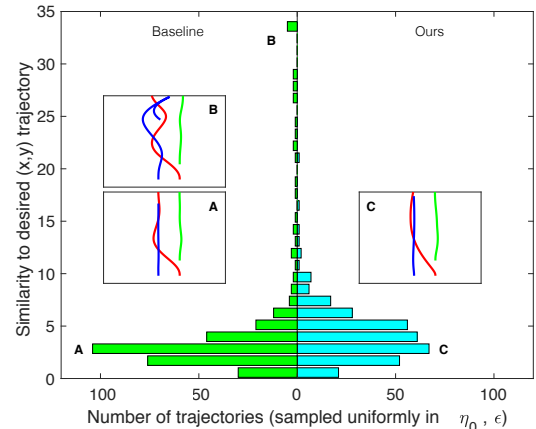 Baseline
Ours
B
B
A
C
A
C
35
30
25
20
15
10
5
0
100
50
0
50
100
Similarity to desired (x,y) trajectory
Number of trajectories (sampled uniformly in η₀ , ϵ)